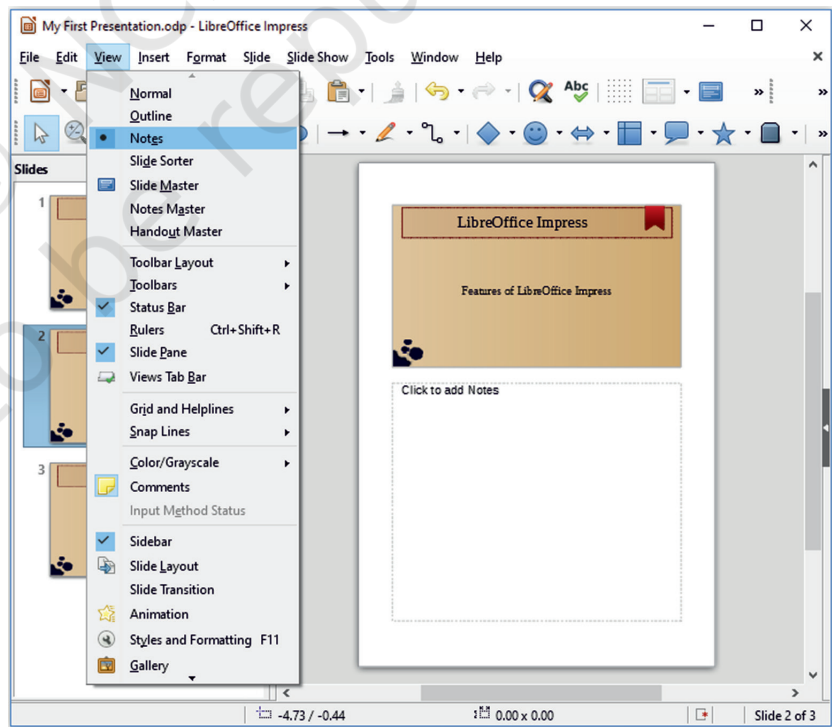 My First Presentation.odp - LibreOffice Impress
File Edit View Insert Format Slide Slide Show Tools Window Help
Abc
Normal
Outline
Notes
Slide Sorter
Slide Master
Notes Master
Handout Master
Toolbar Layout
Toolbars
Status Bar
Rulers Ctrl+Shift+R
Slide Pane
Views Tab Bar
Grid and Helplines
Snap Lines
Color/Grayscale
Comments
Input Method Status
Sidebar
Slide Layout
Slide Transition
Animation
Styles and Formatting F11
Gallery
Slides
1
2
3
LibreOffice Impress
Features of LibreOffice Impress
Click to add Notes
-4.73 / -0.44 0.00 x 0.00 Slide 2 of 3